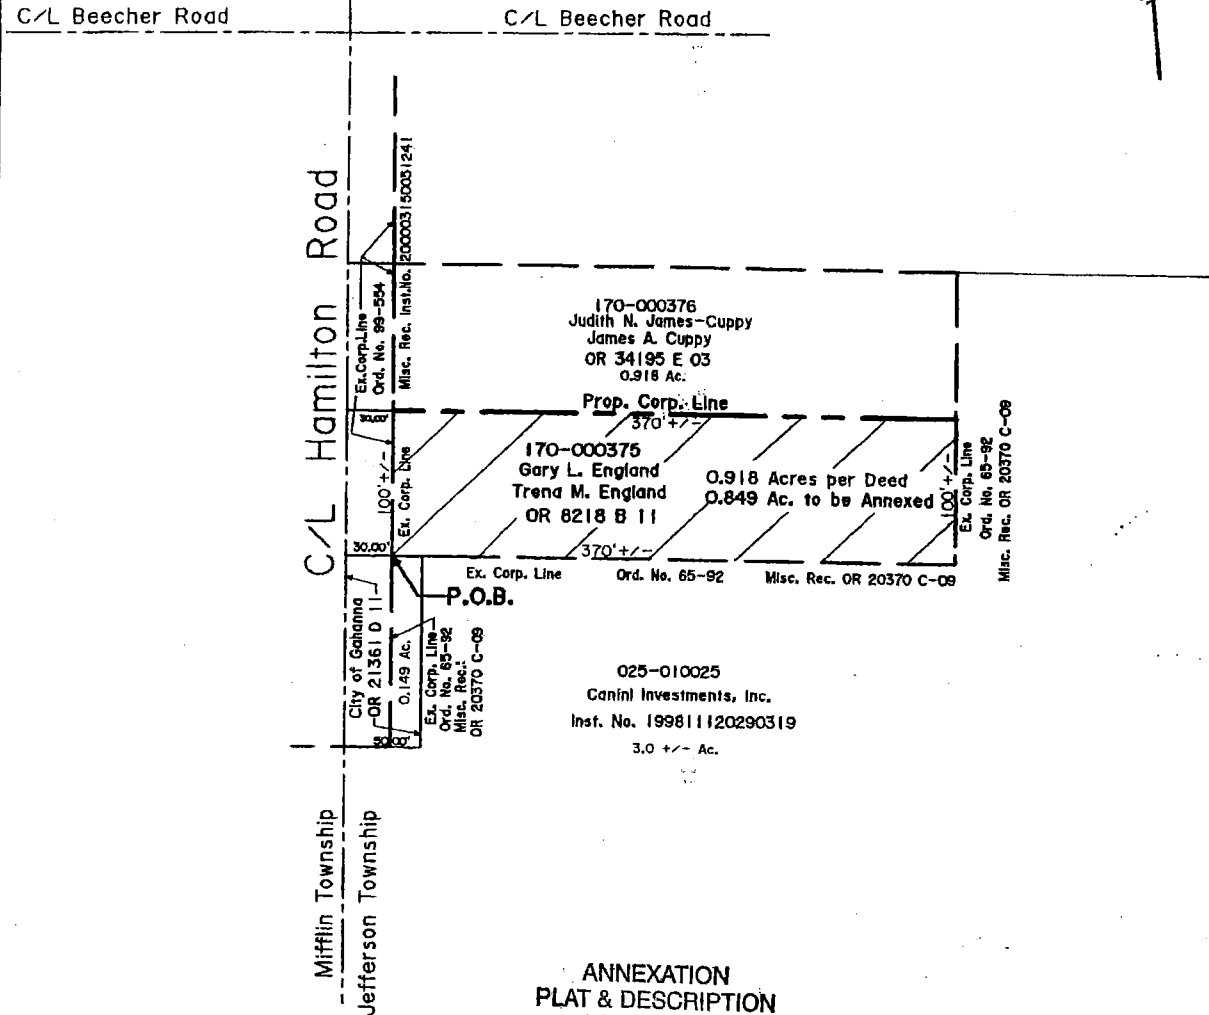 C/L Beecher Road
C/L Beecher Road
C/L Hamilton Road
Ex.Corp.Line
Ord. No. 99-554
Misc. Rec. Inst.No. 200003150051241
170-000376
Judith N. James-Cuppy
James A. Cuppy
OR 34195 E 03
0.918 Ac.
Prop. Corp. Line
370'+/-
30.00'
100'+/-
Ex. Corp. Line
170-000375
Gary L. England
Trena M. England
OR 8218 B 11
0.918 Acres per Deed
0.849 Ac. to be Annexed
100'+/-
Ex. Corp. Line
Ord. No. 65-92
Misc. Rec. OR 20370 C-09
30.00'
370'+/-
Ex. Corp. Line
Ord. No. 65-92
Misc. Rec. OR 20370 C-09
P.O.B.
City of Gahanna
OR 21361 D 11
0.149 Ac.
Ex. Corp. Line
Ord. No. 65-92
Misc. Rec.
OR 20370 C-09
025-010025
Canini Investments, Inc.
Inst. No. 199811120290319
3.0 +/- Ac.
Mifflin Township
Jefferson Township
ANNEXATION
PLAT & DESCRIPTION